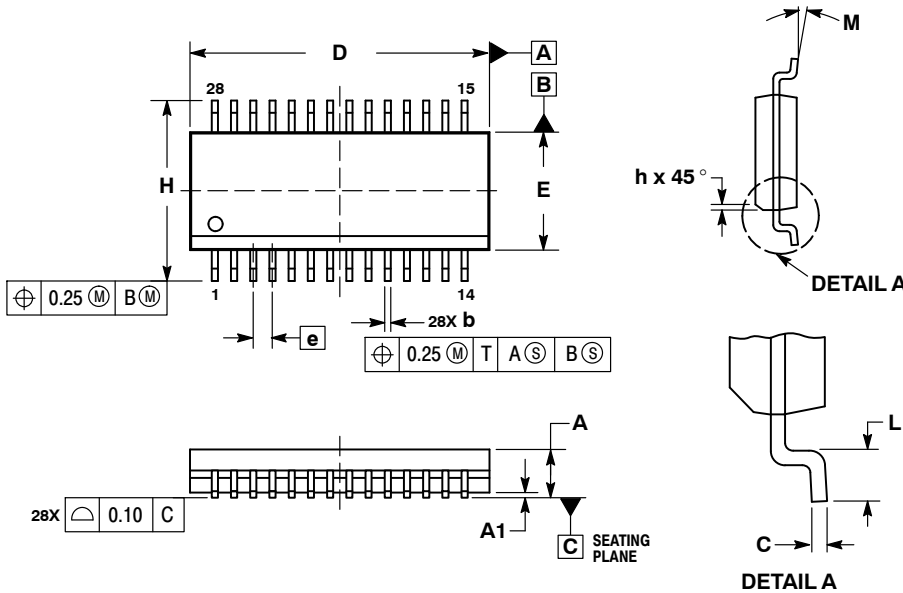 D
A
M
28
15
B
H
E
h x 45 °
DETAIL A
⌖ 0.25 Ⓜ B Ⓜ
1
14
e
28X b
⌖ 0.25 Ⓜ T A Ⓢ B Ⓢ
A
L
28X ⌓ 0.10 C
A1
C SEATING
PLANE
C
DETAIL A